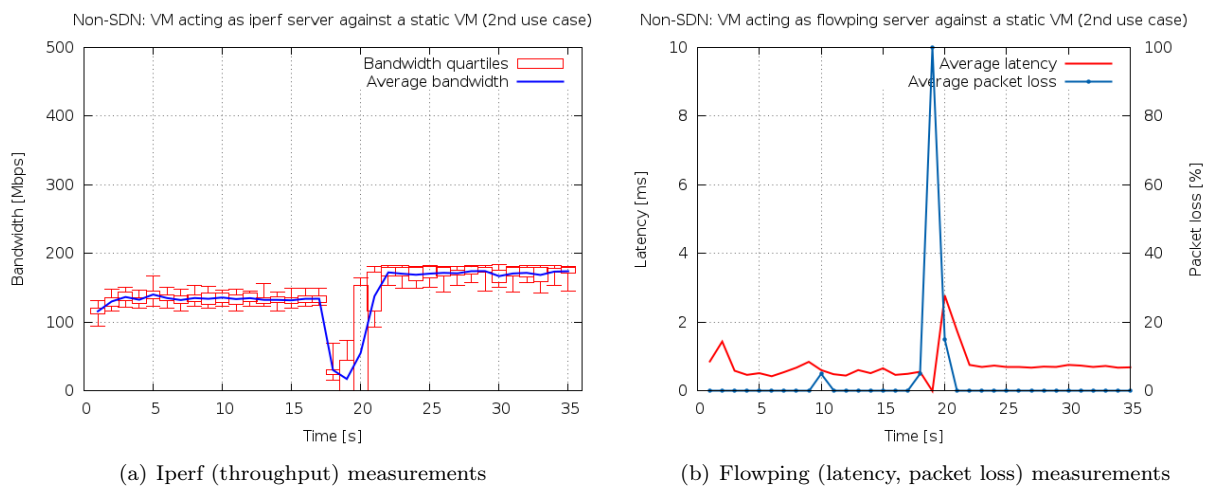 Non-SDN: VM acting as iperf server against a static VM (2nd use case)
500
400
300
200
100
0
Bandwidth [Mbps]
Bandwidth quartiles
Average bandwidth
0 5 10 15 20 25 30 35
Time [s]
(a) Iperf (throughput) measurements
Non-SDN: VM acting as flowping server against a static VM (2nd use case)
10
8
6
4
2
0
Latency [ms]
Average latency
Average packet loss
100
80
60
40
20
0
Packet loss [%]
0 5 10 15 20 25 30 35
Time [s]
(b) Flowping (latency, packet loss) measurements